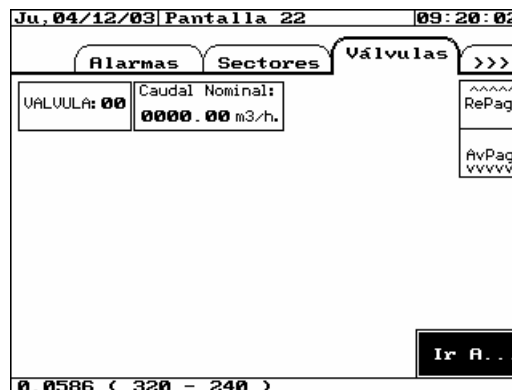 Ju,04/12/03 Pantalla 22 09:20:02
Alarmas Sectores Válvulas >>>
VALVULA: 00 Caudal Nominal:
0000.00 m3/h.
^^^^^
RePag
AvPag
vvvvv
Ir A...
0.0586 ( 320 - 240 )